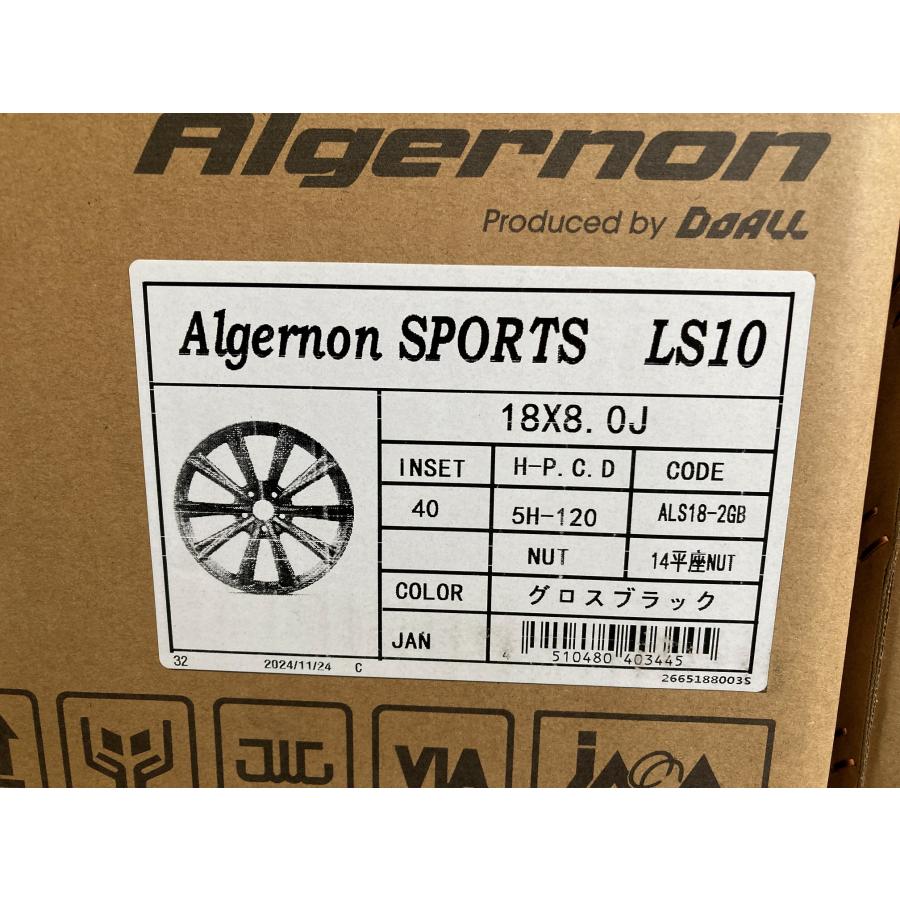 Algernon
Produced by DOALL
Algernon SPORTS LS10
18X8.0J
INSET H-P.C.D CODE
40 5H-120 ALS18-2GB
NUT 14平座NUT
COLOR グロスブラック
JAN 4 510480 403445
32 2024/11/24 C 2665188003S
JWL VIA JAWA